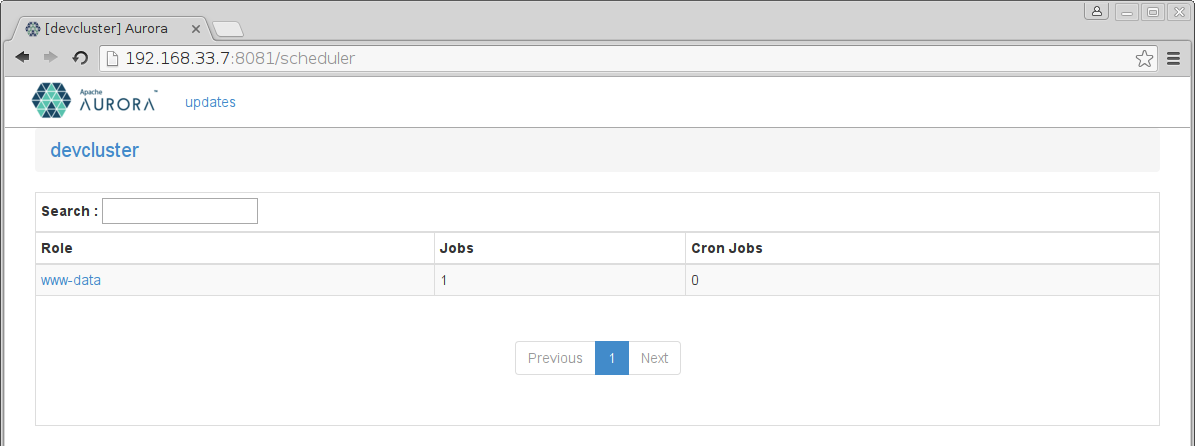 [devcluster] Aurora
192.168.33.7:8081/scheduler
Apache
AURORA™ updates
devcluster
Search :
Role Jobs Cron Jobs
www-data 1 0
Previous 1 Next